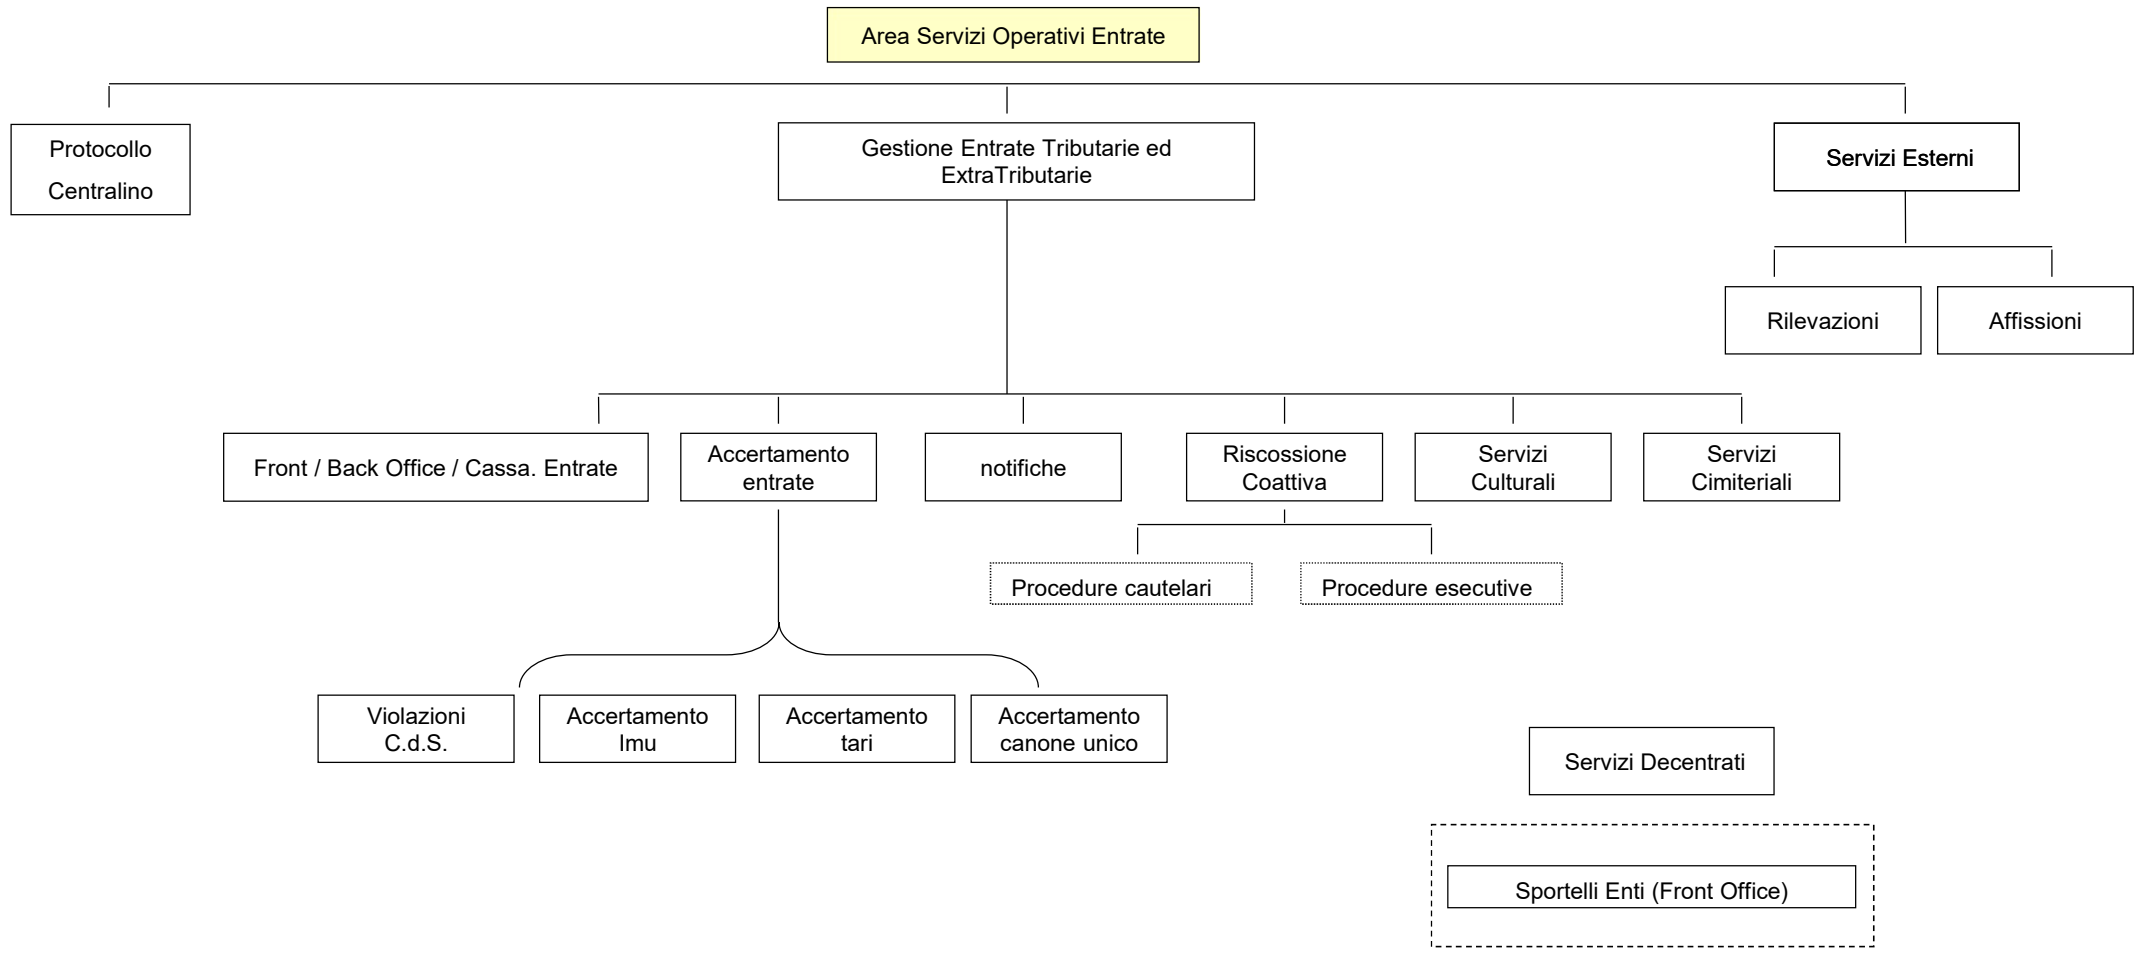 Area Servizi Operativi Entrate
Protocollo
Centralino
Gestione Entrate Tributarie ed
ExtraTributarie
Servizi Esterni
Rilevazioni
Affissioni
Front / Back Office / Cassa. Entrate
Accertamento
entrate
notifiche
Riscossione
Coattiva
Servizi
Culturali
Servizi
Cimiteriali
Procedure cautelari
Procedure esecutive
Violazioni
C.d.S.
Accertamento
Imu
Accertamento
tari
Accertamento
canone unico
Servizi Decentrati
Sportelli Enti (Front Office)